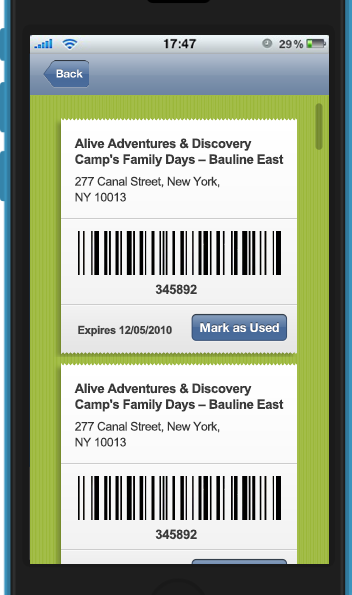 17:47
29%
Back
Alive Adventures & Discovery
Camp's Family Days – Bauline East
277 Canal Street, New York,
NY 10013
345892
Expires 12/05/2010
Mark as Used
Alive Adventures & Discovery
Camp's Family Days – Bauline East
277 Canal Street, New York,
NY 10013
345892